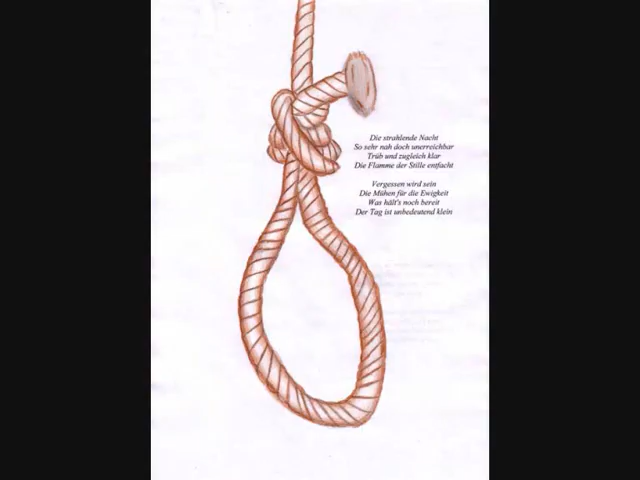 Die strahlende Nacht
So sehr nah doch unerreichbar
Trüb und zugleich klar
Die Flamme der Stille entfacht
Vergessen wird sein
Die Mühen für die Ewigkeit
Was hält's noch bereit
Der Tag ist unbedeutend klein